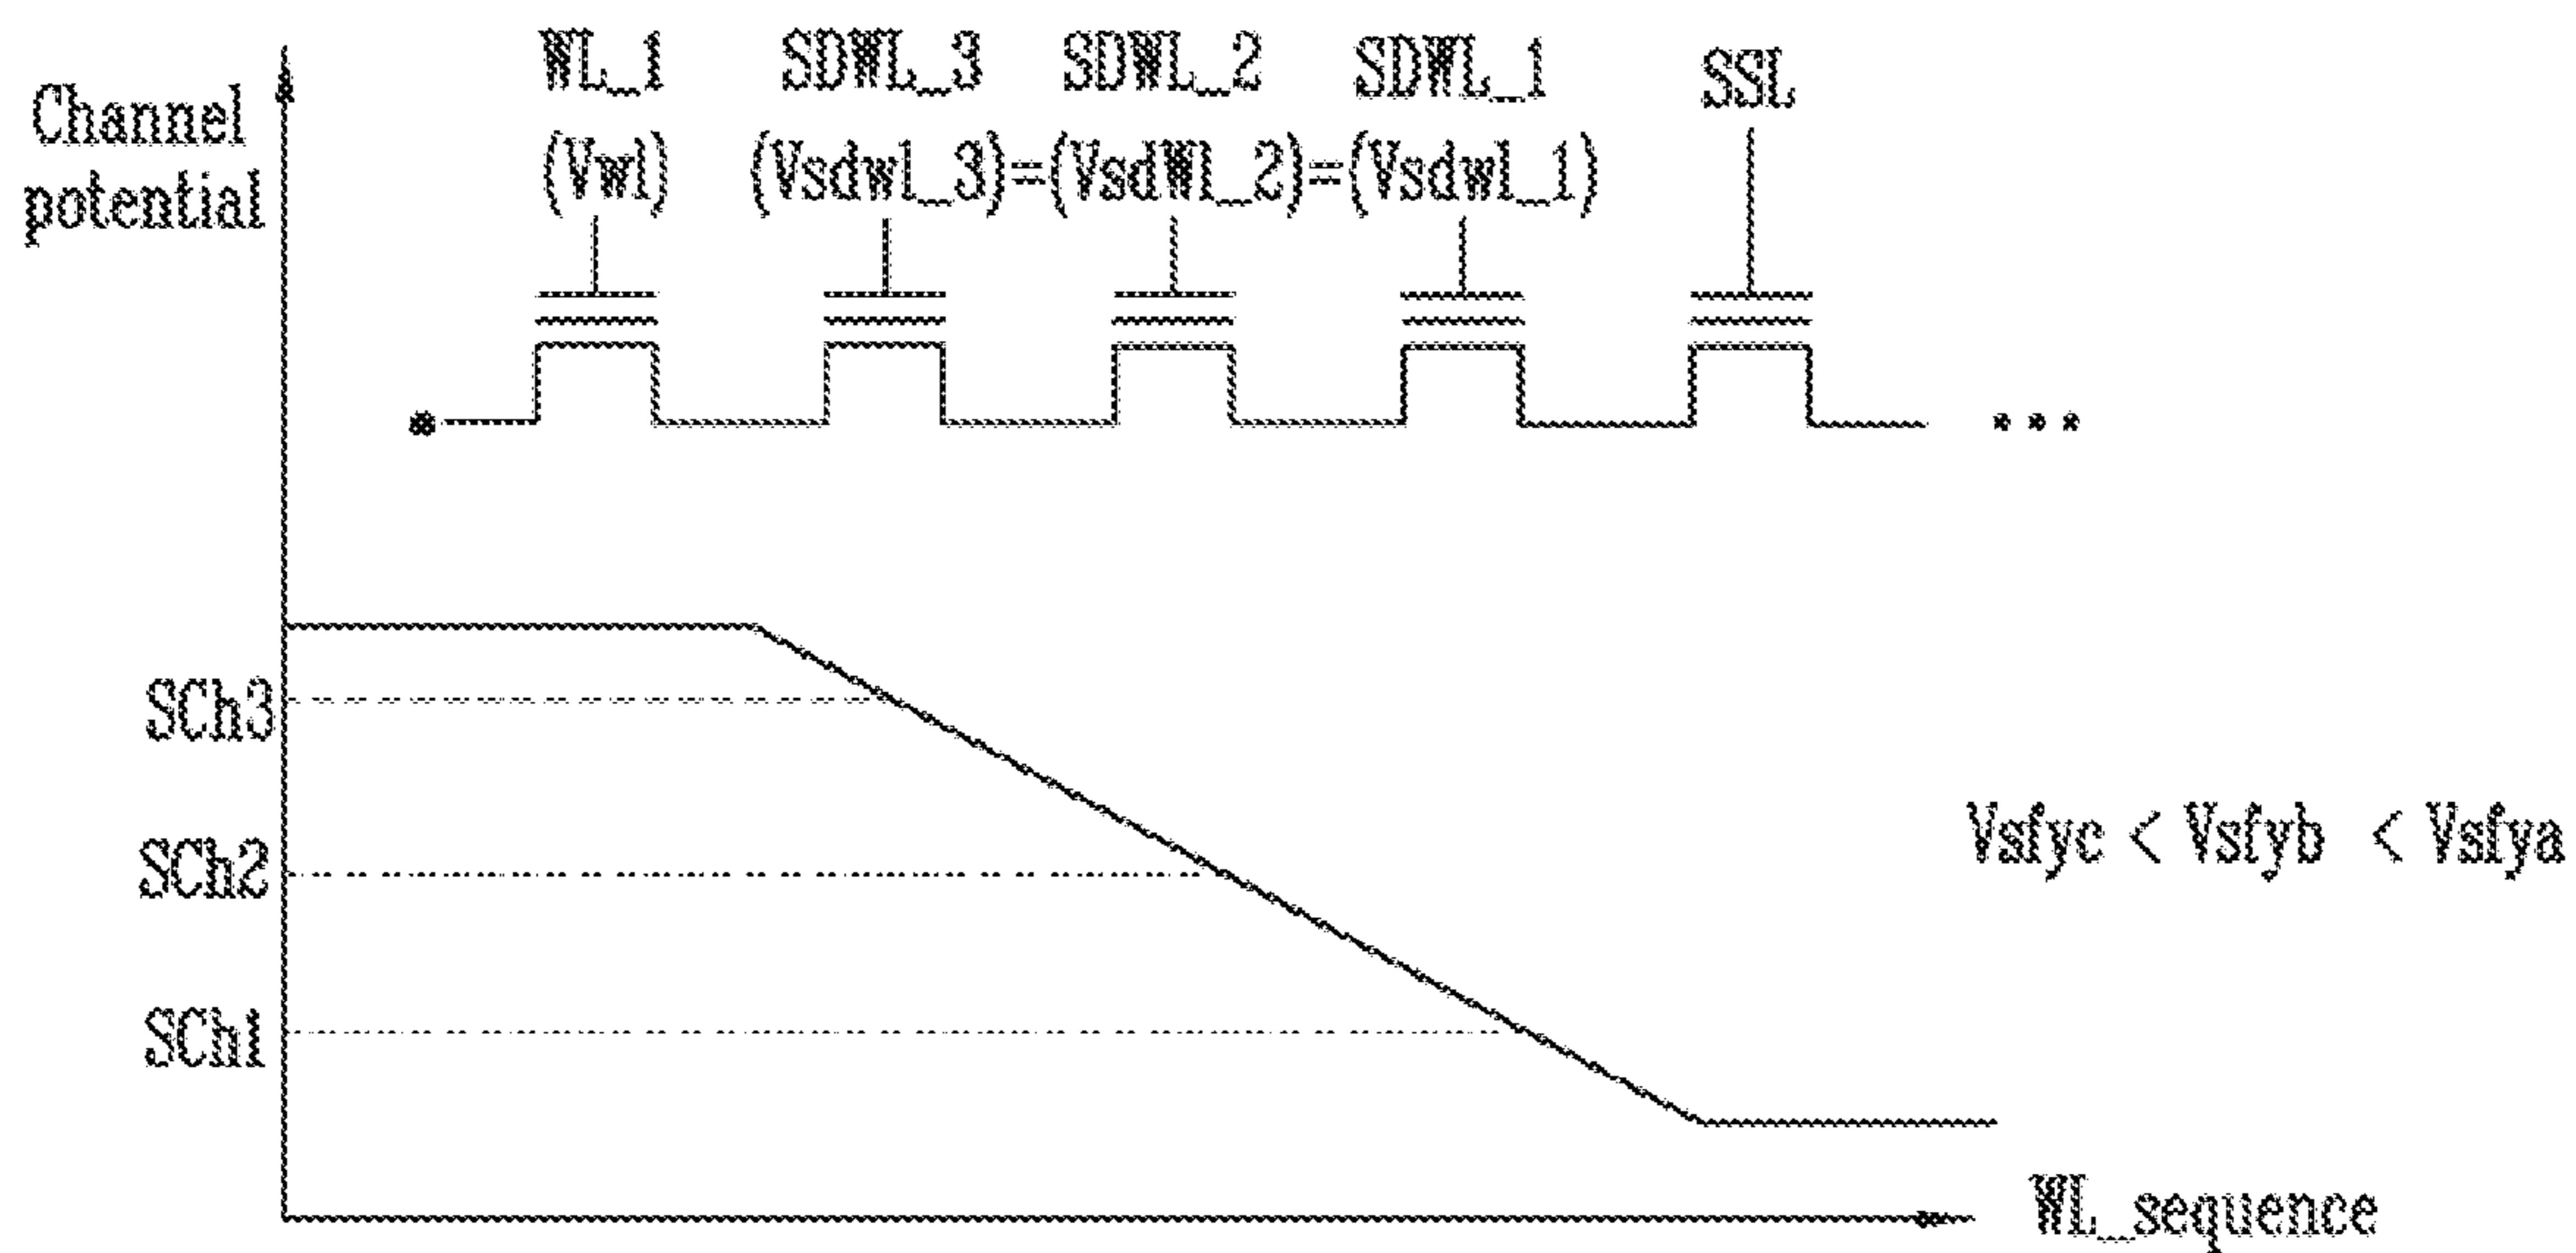 WL_1 SDWL_3 SDWL_2 SDWL_1 SSL
Channel
potential
(Vwl) (Vsdwl_3)=(VsdWl_2)=(Vsdwl_1)
SCh3
SCh2
SCh1
Vsfyc < Vsfyb < Vsfya
WL_sequence